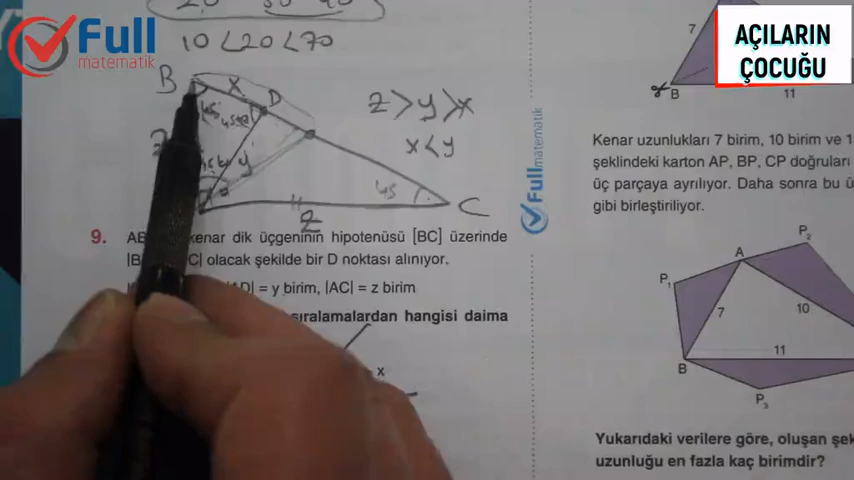 Full
matematik
AÇILARIN
ÇOCUĞU
10 < 20 < 70
B
x
D
z > y > x
x < y
45
y
z
C
9.
kenar dik üçgeninin hipotenüsü [BC] üzerinde
olacak şekilde bir D noktası alınıyor.
= y birim, |AC| = z birim
sıralamalardan hangisi daima
x
Full
matematik
7
B
11
Kenar uzunlukları 7 birim, 10 birim ve 1
şeklindeki karton AP, BP, CP doğruları
üç parçaya ayrılıyor. Daha sonra bu ü
gibi birleştiriliyor.
P2
A
P1
7
10
11
B
P3
Yukarıdaki verilere göre, oluşan şek
uzunluğu en fazla kaç birimdir?